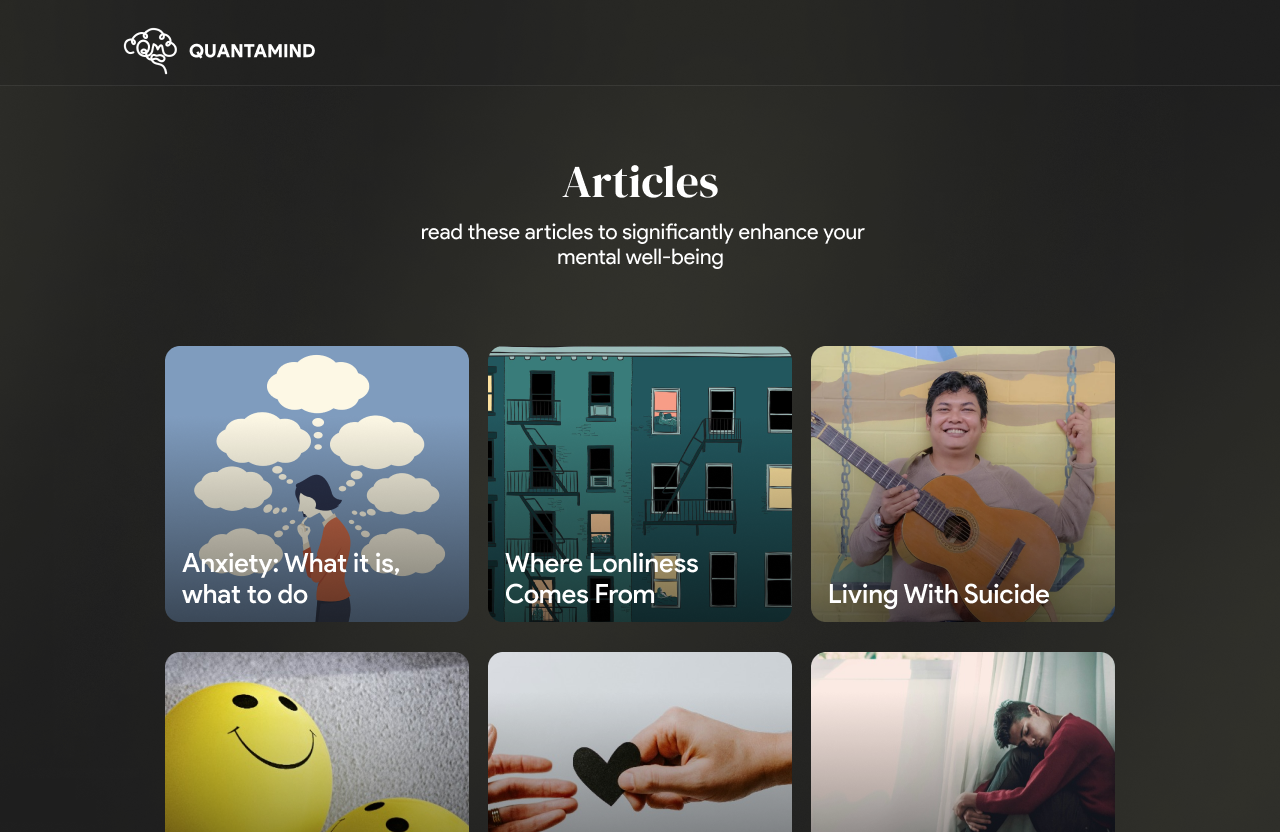 QM
QUANTAMIND
Articles
read these articles to significantly enhance your
mental well-being
Anxiety: What it is,
what to do
Where Lonliness
Comes From
Living With Suicide